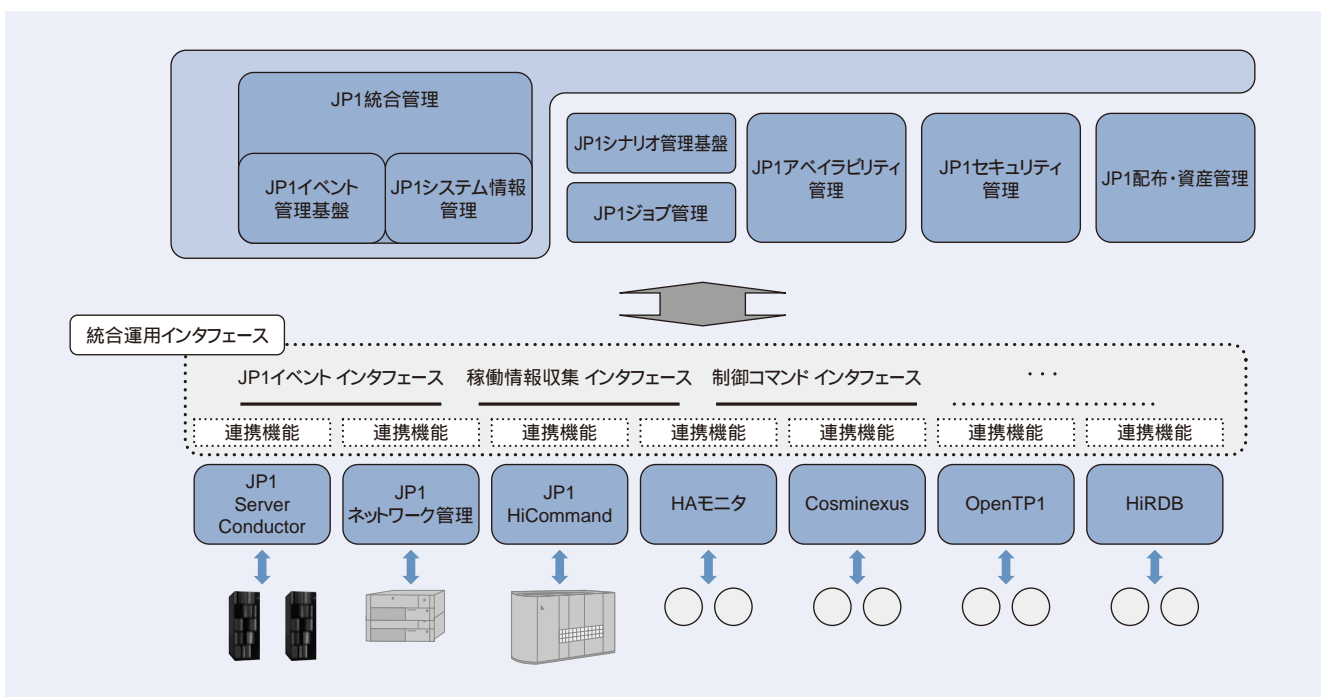 JP1統合管理
JP1イベント
管理基盤
JP1システム情報
管理
JP1シナリオ管理基盤
JP1ジョブ管理
JP1アベイラビリティ
管理
JP1セキュリティ
管理
JP1配布・資産管理
統合運用インタフェース
JP1イベント インタフェース
稼働情報収集 インタフェース
制御コマンド インタフェース
···
連携機能
連携機能
連携機能
連携機能
連携機能
連携機能
連携機能
JP1
Server
Conductor
JP1
ネットワーク管理
JP1
HiCommand
HAモニタ
Cosminexus
OpenTP1
HiRDB